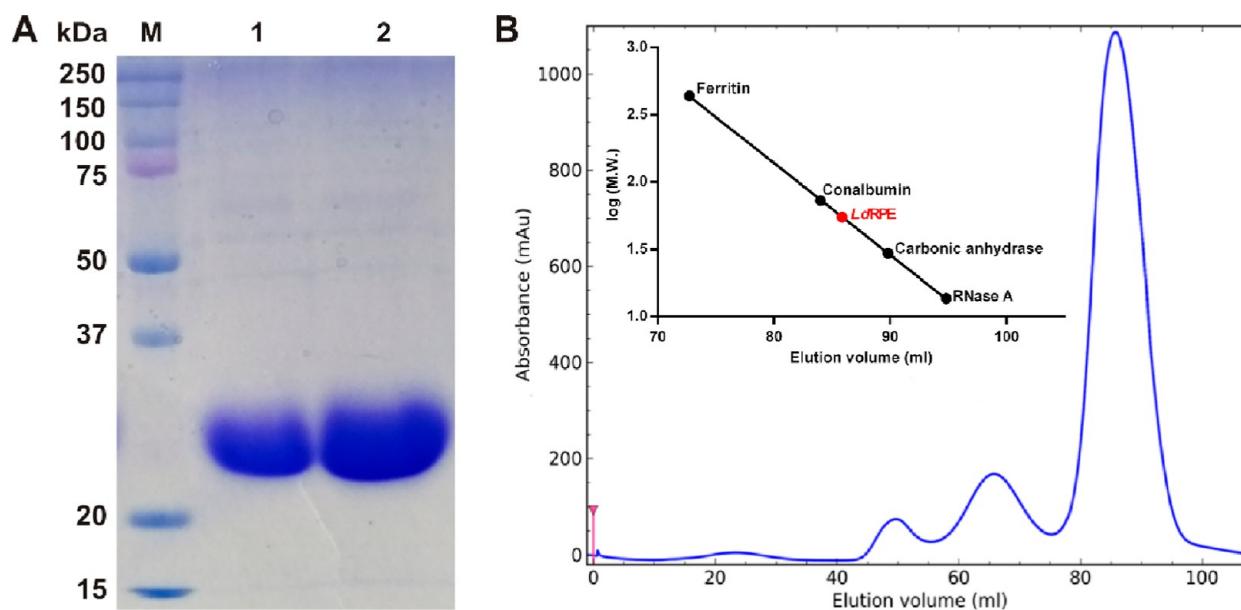 A kDa M 1 2
250
150
100
75
50
37
20
15
B
Absorbance (mAu)
1000
800
600
400
200
0
0 20 40 60 80 100
Elution volume (ml)
log (M.W.)
3.0
2.5
2.0
1.5
1.0
70 80 90 100
Elution volume (ml)
Ferritin
Conalbumin
LdRPE
Carbonic anhydrase
RNase A